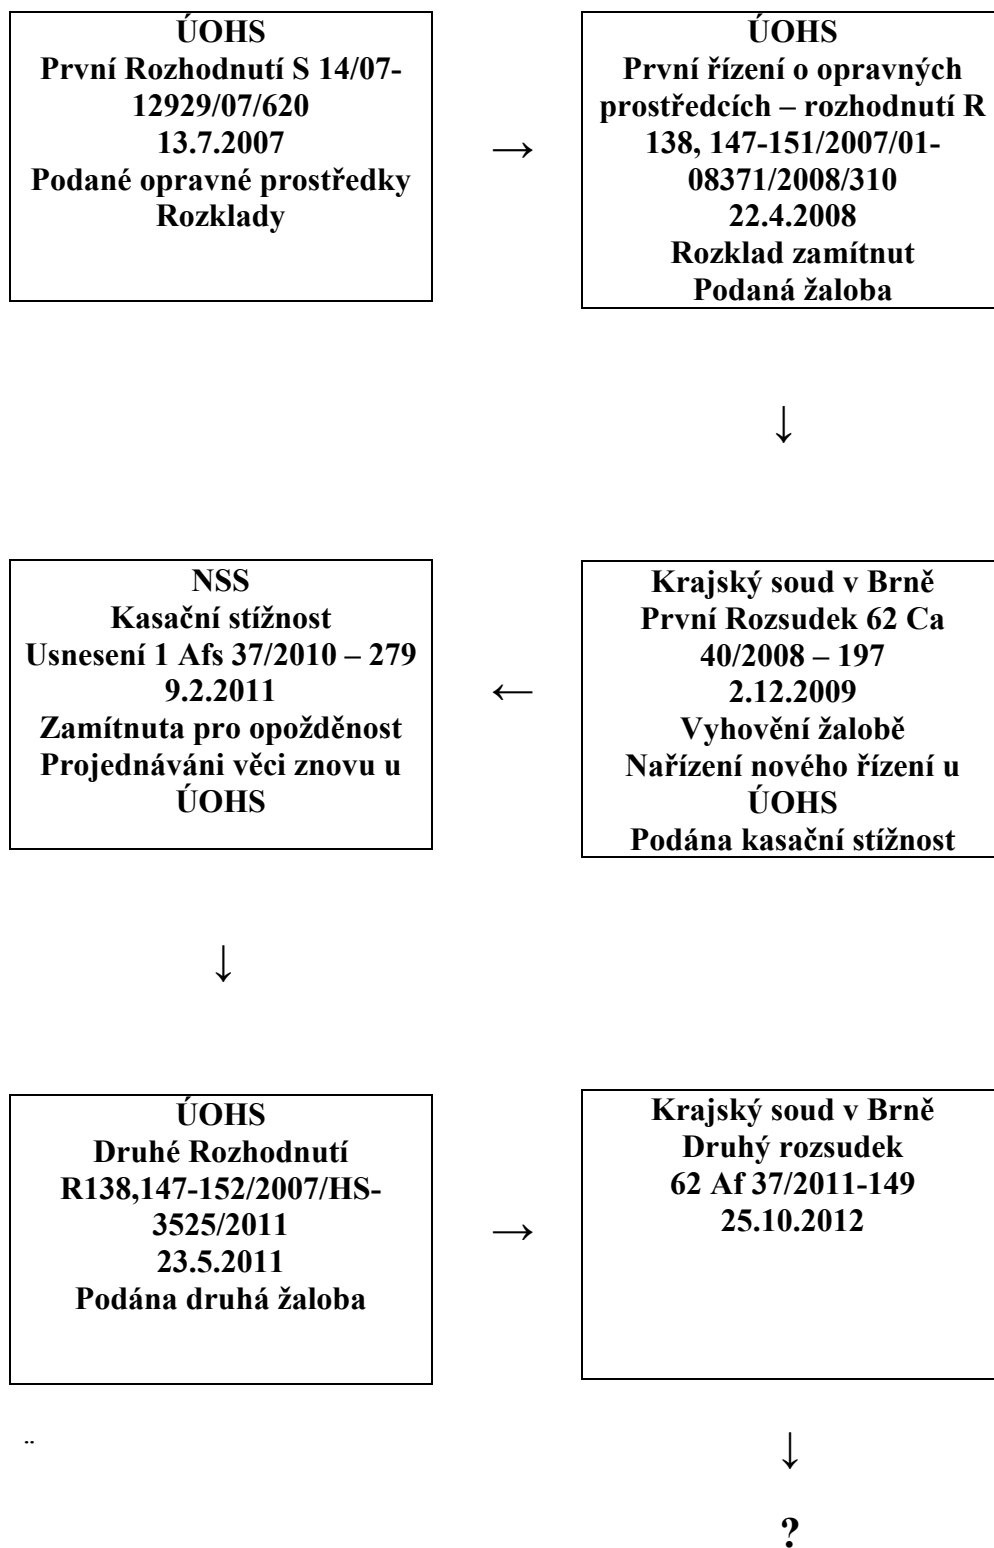 ÚOHS
První Rozhodnutí S 14/07-
12929/07/620
13.7.2007
Podané opravné prostředky
Rozklady
→
ÚOHS
První řízení o opravných
prostředcích – rozhodnutí R
138, 147-151/2007/01-
08371/2008/310
22.4.2008
Rozklad zamítnut
Podaná žaloba
↓
Krajský soud v Brně
První Rozsudek 62 Ca
40/2008 – 197
2.12.2009
Vyhovění žalobě
Nařízení nového řízení u
ÚOHS
Podána kasační stížnost
←
NSS
Kasační stížnost
Usnesení 1 Afs 37/2010 – 279
9.2.2011
Zamítnuta pro opožděnost
Projednáváni věci znovu u
ÚOHS
↓
ÚOHS
Druhé Rozhodnutí
R138,147-152/2007/HS-
3525/2011
23.5.2011
Podána druhá žaloba
→
Krajský soud v Brně
Druhý rozsudek
62 Af 37/2011-149
25.10.2012
↓
?